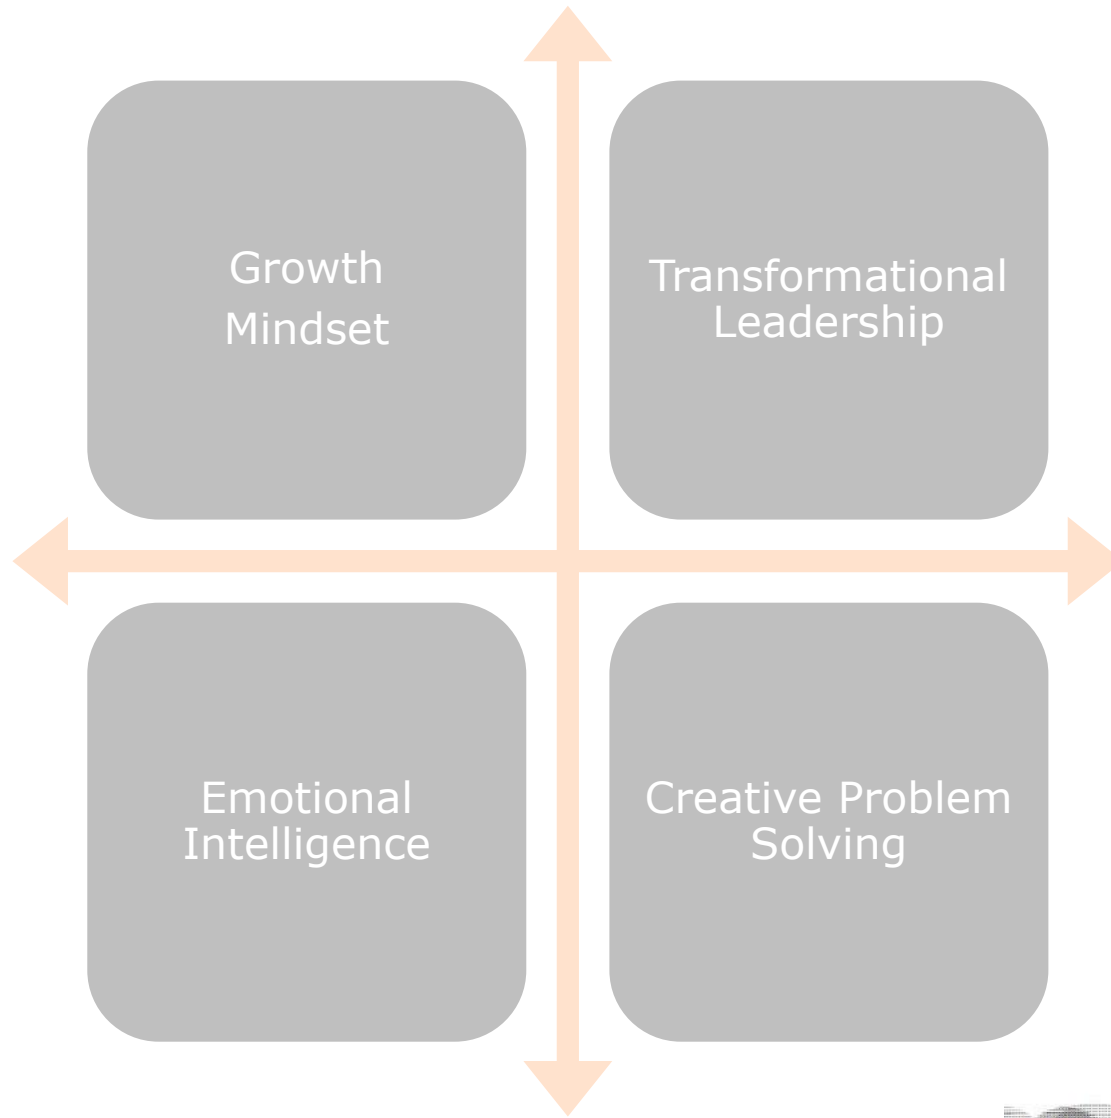 Growth
Mindset
Transformational
Leadership
Emotional
Intelligence
Creative Problem
Solving